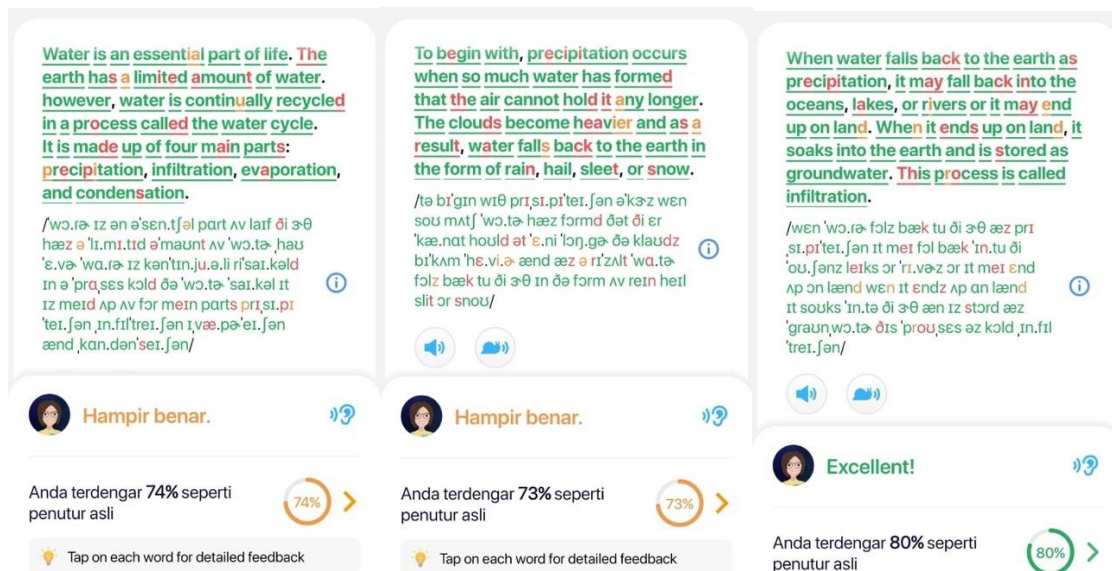 Water is an essential part of life. The
earth has a limited amount of water.
however, water is continually recycled
in a process called the water cycle.
It is made up of four main parts:
precipitation, infiltration, evaporation,
and condensation.
/ˈwɔ.rɚ ɪz ən əˈsɛn.tʃəl pɑrt ʌv laɪf ði ɝθ
hæz ə ˈlɪ.mɪ.tɪd əˈmaʊnt ʌv ˈwɔ.tɚ ˌhaʊ
ˈɛ.vɚ ˈwɑ.rɚ ɪz kənˈtɪn.ju.ə.li riˈsaɪ.kəld
ɪn ə ˈprɑˌsɛs kɔld ðə ˈwɔ.tɚ ˈsaɪ.kəl ɪt
ɪz meɪd ʌp ʌv fɔr meɪn pɑrts prɪˌsɪ.pɪ
ˈteɪ.ʃən ˌɪn.fɪlˈtreɪ.ʃən ɪˌvæ.pɚˈeɪ.ʃən
ænd ˌkɑn.dənˈseɪ.ʃən/
Hampir benar.
Anda terdengar 74% seperti
penutur asli
74%
Tap on each word for detailed feedback
To begin with, precipitation occurs
when so much water has formed
that the air cannot hold it any longer.
The clouds become heavier and as a
result, water falls back to the earth in
the form of rain, hail, sleet, or snow.
/tə bɪˈgɪn wɪθ prɪˌsɪ.pɪˈteɪ.ʃən əˈkɝz wɛn
soʊ mʌtʃ ˈwɔ.tɚ hæz fɔrmd ðət ði ɛr
ˈkæ.nɑt hoʊld ət ˈɛ.ni ˈlɔŋ.gɚ ðə klaʊdz
bɪˈkʌm ˈhɛ.vi.ɚ ænd æz ə rɪˈzʌlt ˈwɑ.tɚ
fɔlz bæk tu ði ɝθ ɪn ðə fɔrm ʌv reɪn heɪl
slit ɔr snoʊ/
Hampir benar.
Anda terdengar 73% seperti
penutur asli
73%
Tap on each word for detailed feedback
When water falls back to the earth as
precipitation, it may fall back into the
oceans, lakes, or rivers or it may end
up on land. When it ends up on land, it
soaks into the earth and is stored as
groundwater. This process is called
infiltration.
/wɛn ˈwɔ.rɚ fɔlz bæk tu ði ɝθ æz prɪ
ˌsɪ.pɪˈteɪ.ʃən ɪt meɪ fɔl bæk ˈɪn.tu ði
ˈoʊ.ʃənz leɪks ɔr ˈrɪ.vɚz ɔr ɪt meɪ ɛnd
ʌp ɔn lænd wɛn ɪt ɛndz ʌp ɑn lænd
ɪt soʊks ˈɪn.tə ði ɝθ æn ɪz stɔrd æz
ˈgraʊnˌwɔ.tɚ ðɪs ˈproʊˌsɛs əz kɔld ˌɪn.fɪl
ˈtreɪ.ʃən/
Excellent!
Anda terdengar 80% seperti
penutur asli
80%